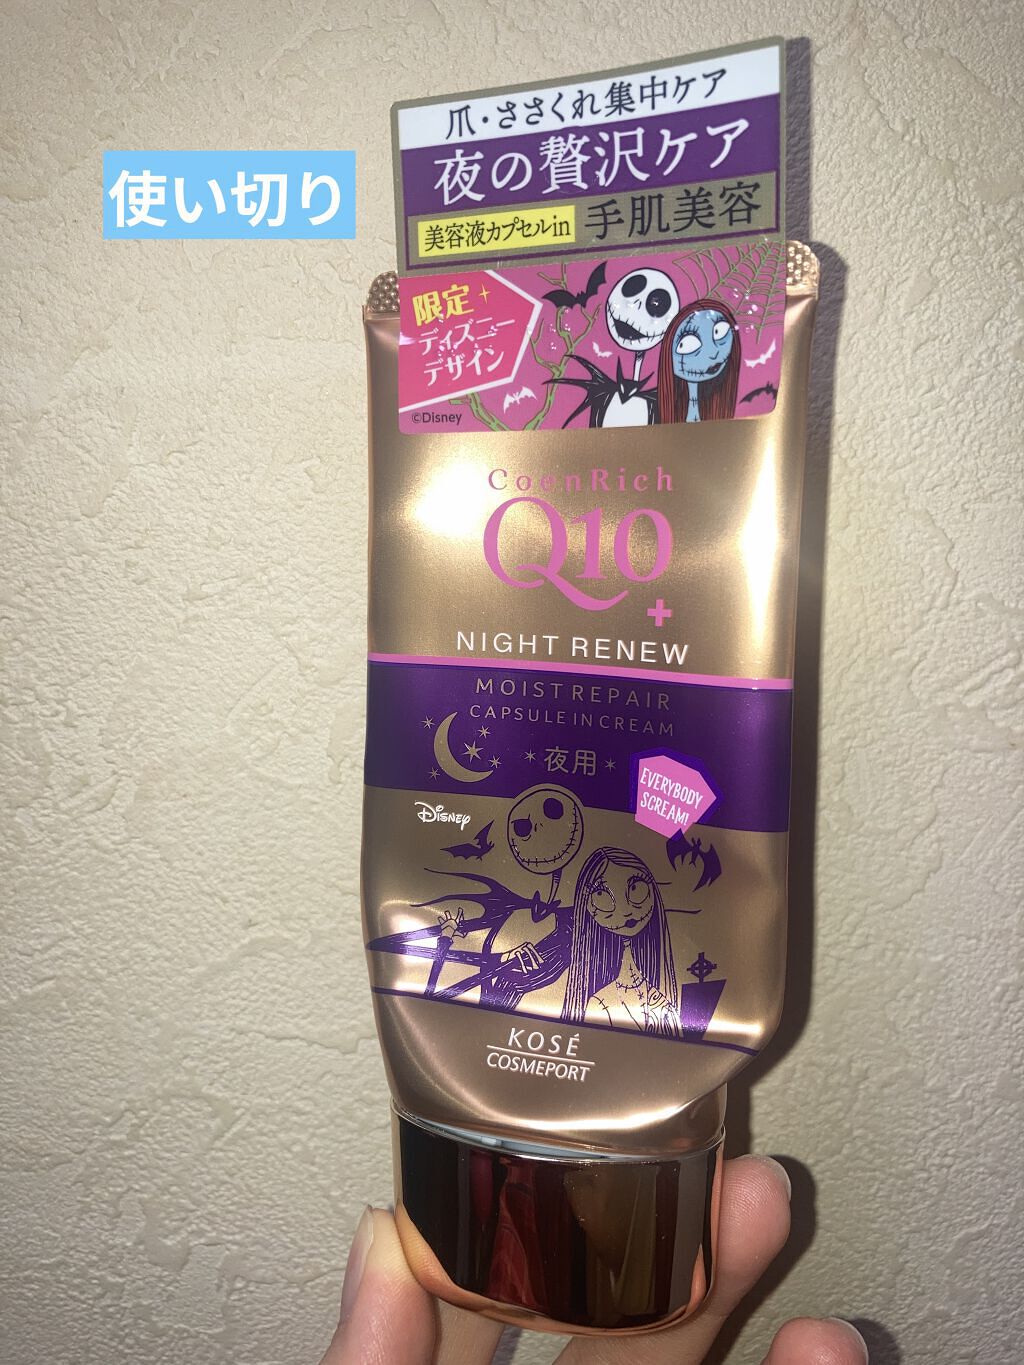 使い切り
爪・ささくれ集中ケア
夜の贅沢ケア
美容液カプセルin 手肌美容
限定
ディズニー
デザイン
©Disney
CoenRich
Q10
+
NIGHT RENEW
MOIST REPAIR
CAPSULE IN CREAM
夜用
EVERYBODY
SCREAM!
Disney
KOSÉ
COSMEPORT